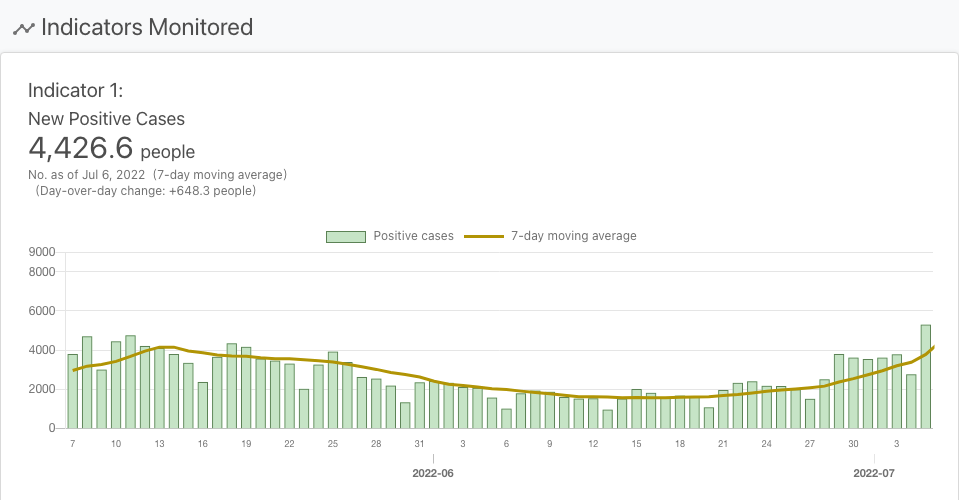 Indicators Monitored
Indicator 1:
New Positive Cases
4,426.6 people
No. as of Jul 6, 2022 (7-day moving average)
(Day-over-day change: +648.3 people)
Positive cases 7-day moving average
9000
8000
6000
4000
2000
0
7 10 13 16 19 22 25 28 31 3 6 9 12 15 18 21 24 27 30 3
2022-06 2022-07